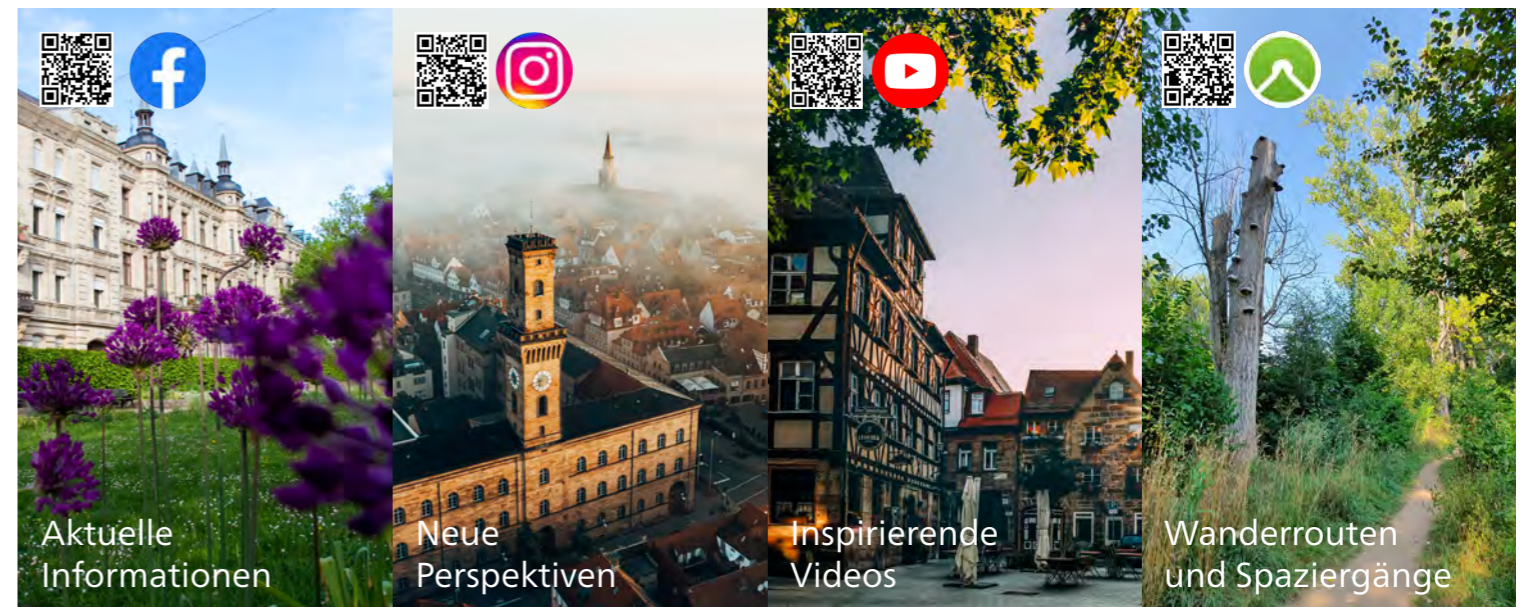 Aktuelle
Informationen
Neue
Perspektiven
Inspirierende
Videos
Wanderrouten
und Spaziergänge